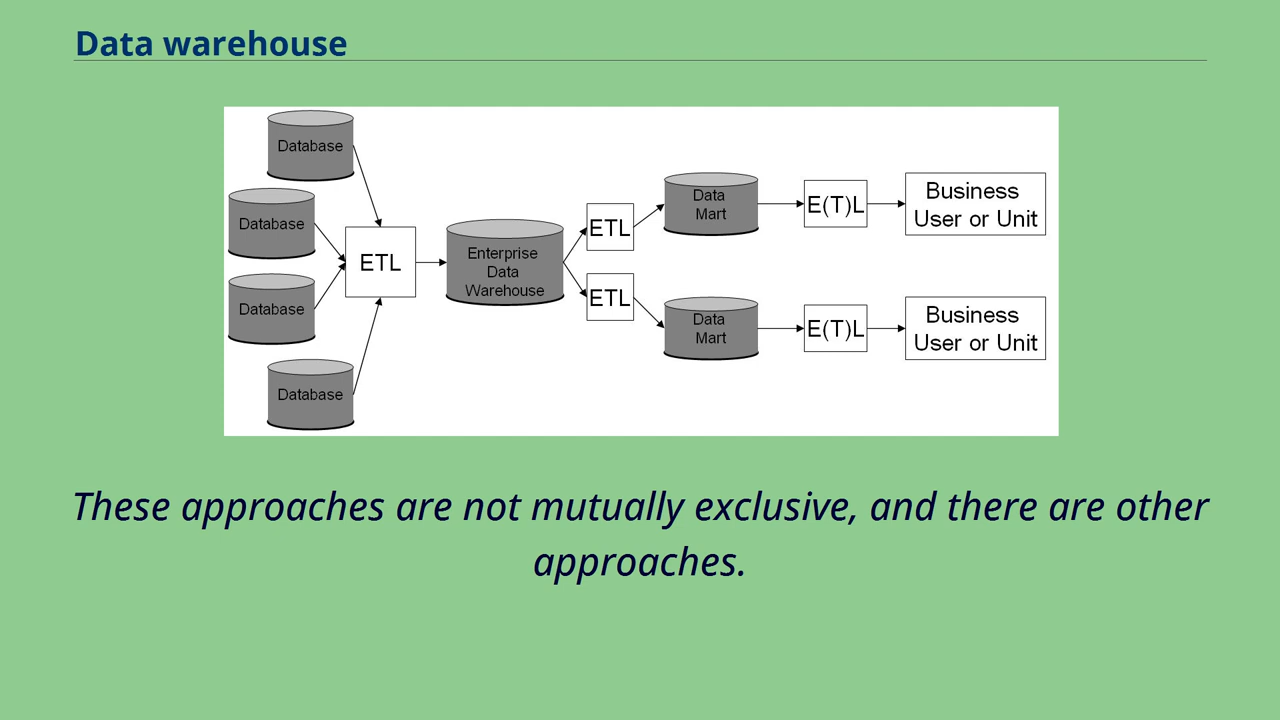 Data warehouse
Database
Database
Database
Database
ETL
Enterprise
Data
Warehouse
ETL
ETL
Data
Mart
E(T)L
Business
User or Unit
Data
Mart
E(T)L
Business
User or Unit
These approaches are not mutually exclusive, and there are other
approaches.